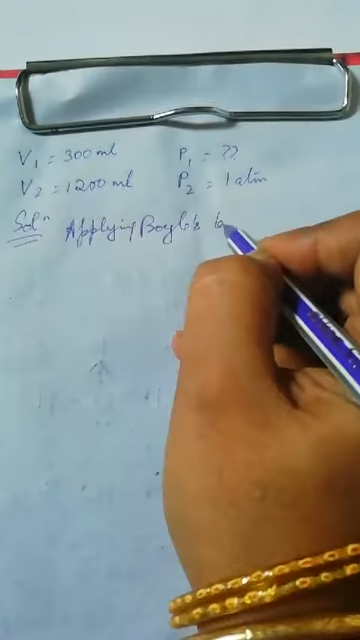 V₁ = 300 ml P₁ = ??
V₂ = 1200 ml P₂ = 1 atm
Solⁿ Applying Boyle's